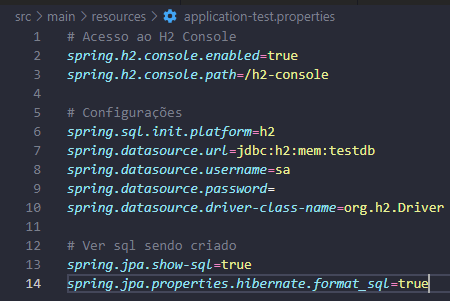 src > main > resources > application-test.properties
1 # Acesso ao H2 Console
2 spring.h2.console.enabled=true
3 spring.h2.console.path=/h2-console
4
5 # Configurações
6 spring.sql.init.platform=h2
7 spring.datasource.url=jdbc:h2:mem:testdb
8 spring.datasource.username=sa
9 spring.datasource.password=
10 spring.datasource.driver-class-name=org.h2.Driver
11
12 # Ver sql sendo criado
13 spring.jpa.show-sql=true
14 spring.jpa.properties.hibernate.format_sql=true